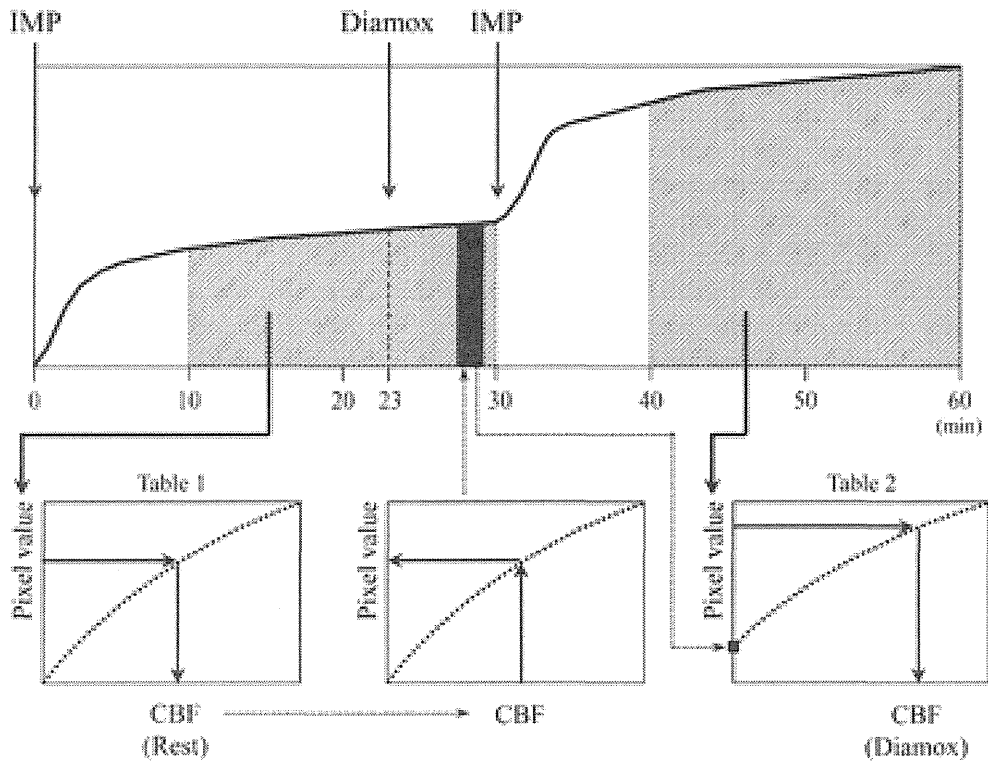 IMP Diamox IMP
0 10 20 23 30 40 50 60
(min)
Table 1 Table 2
Pixel value Pixel value Pixel value
CBF CBF CBF
(Rest) (Diamox)